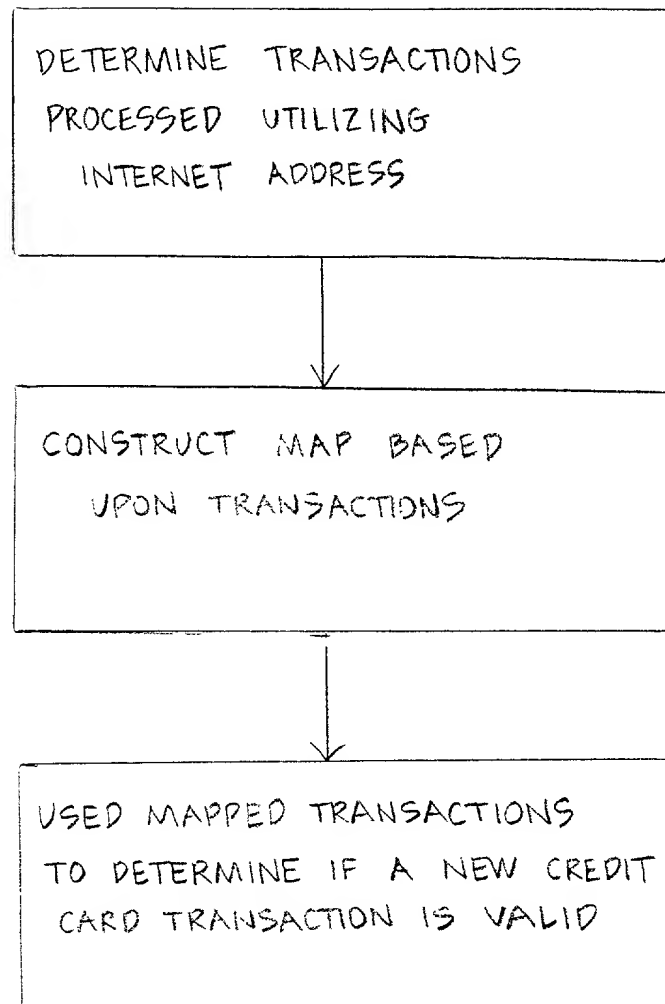 DETERMINE TRANSACTIONS
PROCESSED UTILIZING
INTERNET ADDRESS
CONSTRUCT MAP BASED
UPON TRANSACTIONS
USED MAPPED TRANSACTIONS
TO DETERMINE IF A NEW CREDIT
CARD TRANSACTION IS VALID